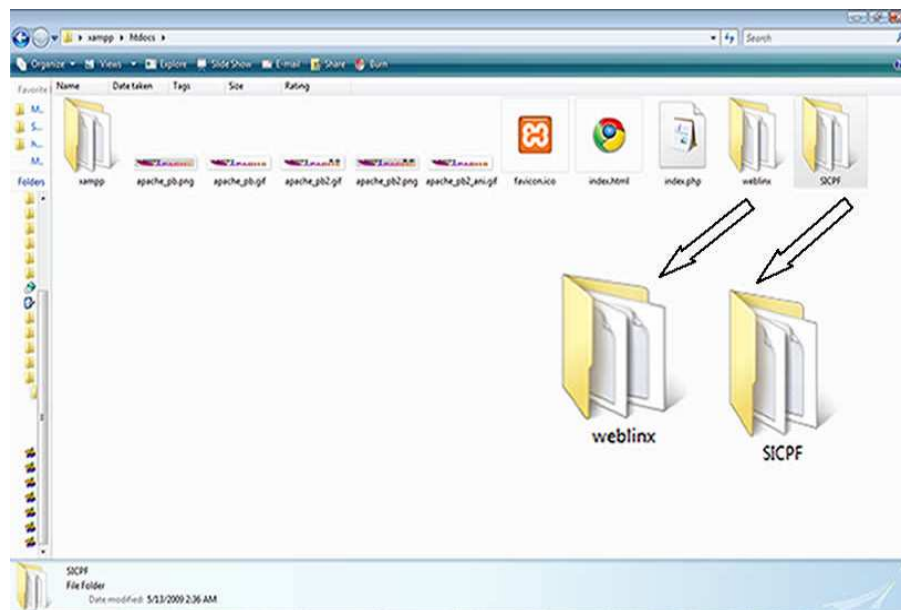 xampp ▸ htdocs ▸
Search
Organize Views Explore Slide Show E-mail Share Burn
Favorite
Name Date taken Tags Size Rating
M..
S..
h..
M..
Folders
xampp apache_pb.png apache_pb.gif apache_pb2.gif apache_pb2.png apache_pb2_ani.gif favicon.ico index.html index.php weblinx SICPF
weblinx
SICPF
SICPF
File Folder
Date modified: 5/13/2009 2:36 AM